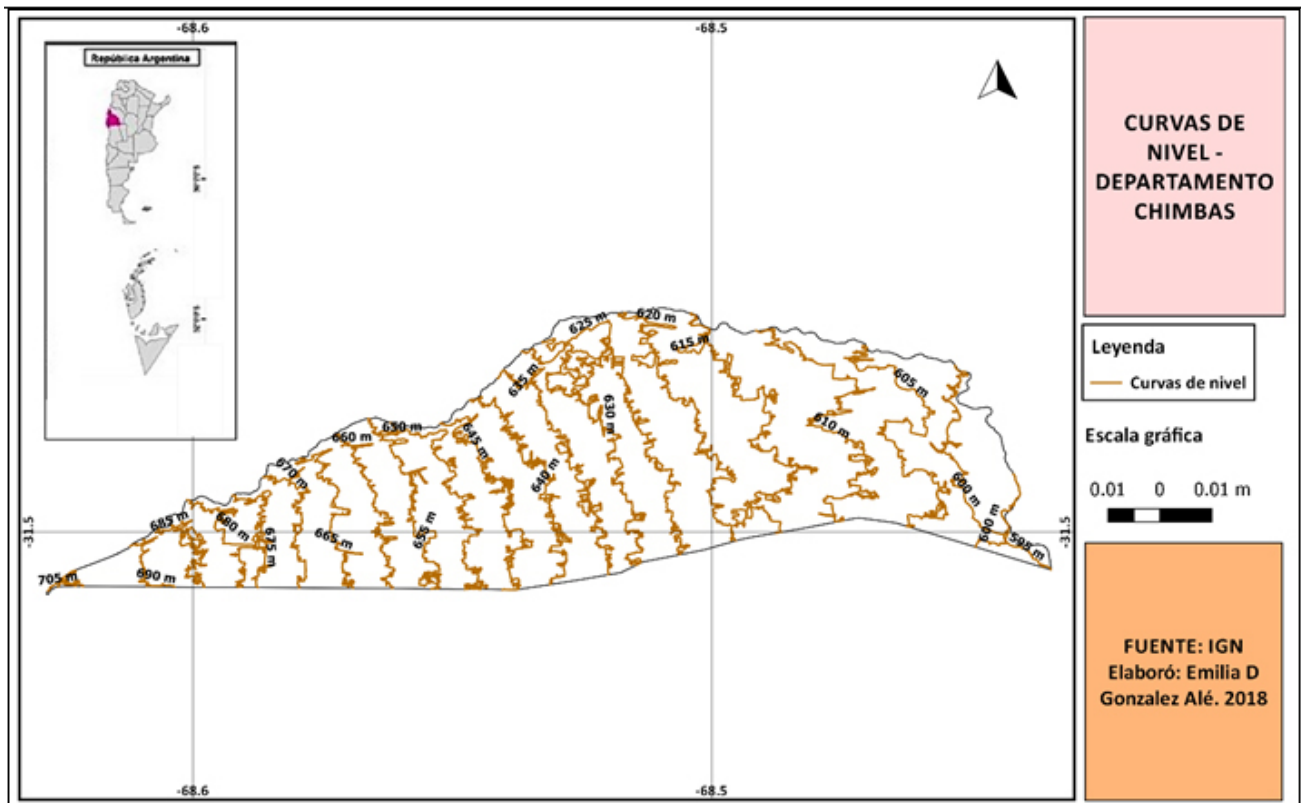 -68.6
-68.5
República Argentina
CURVAS DE
NIVEL -
DEPARTAMENTO
CHIMBAS
Leyenda
Curvas de nivel
Escala gráfica
0.01 0 0.01 m
FUENTE: IGN
Elaboró: Emilia D
Gonzalez Alé. 2018
620 m
625 m
615 m
635 m
605 m
630 m
610 m
660 m
650 m
645 m
670 m
640 m
600 m
685 m
680 m
675 m
665 m
655 m
600 m
595 m
705 m
690 m
-31.5
-31.5
-68.6
-68.5